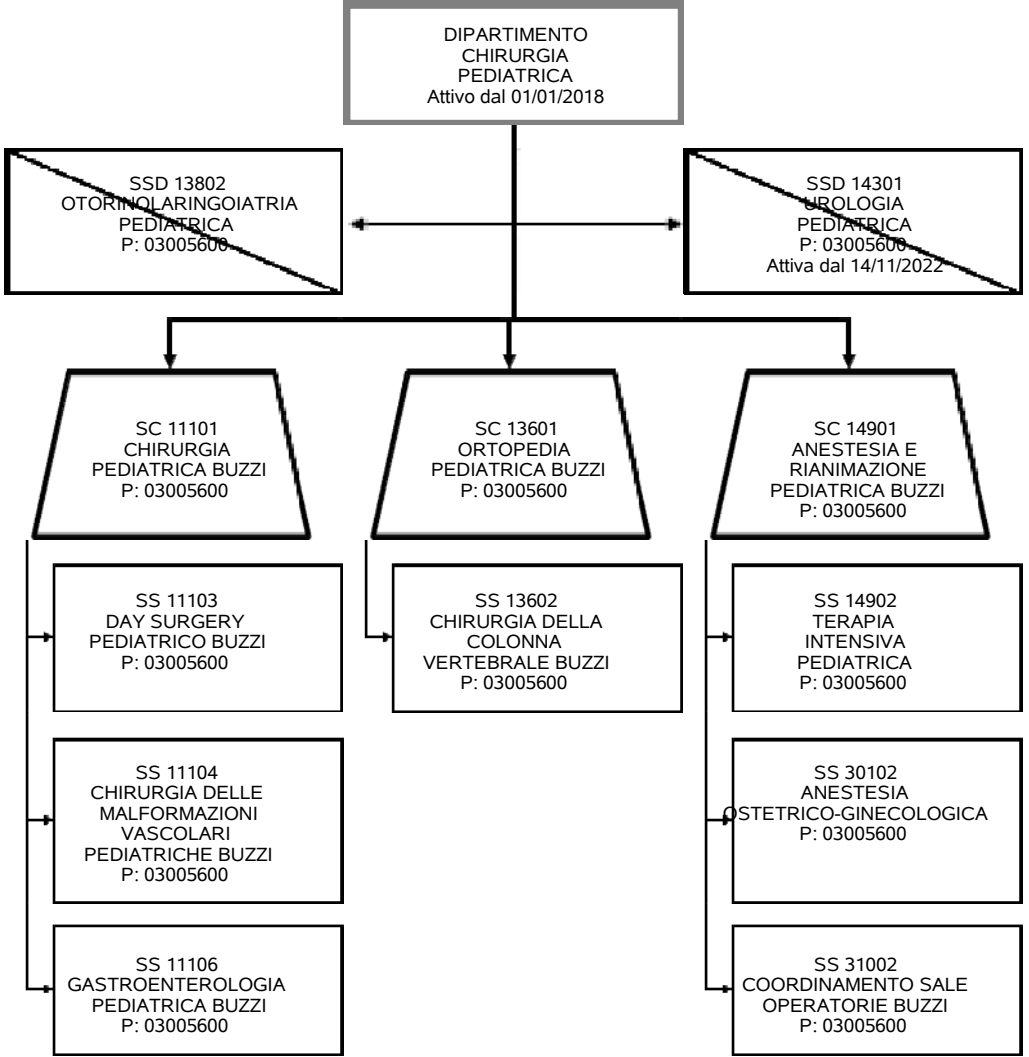 DIPARTIMENTO
CHIRURGIA
PEDIATRICA
Attivo dal 01/01/2018
SSD 13802
OTORINOLARINGOIATRIA
PEDIATRICA
P: 03005600
SSD 14301
UROLOGIA
PEDIATRICA
P: 03005600
Attiva dal 14/11/2022
SC 11101
CHIRURGIA
PEDIATRICA BUZZI
P: 03005600
SC 13601
ORTOPEDIA
PEDIATRICA BUZZI
P: 03005600
SC 14901
ANESTESIA E
RIANIMAZIONE
PEDIATRICA BUZZI
P: 03005600
SS 11103
DAY SURGERY
PEDIATRICO BUZZI
P: 03005600
SS 13602
CHIRURGIA DELLA
COLONNA
VERTEBRALE BUZZI
P: 03005600
SS 14902
TERAPIA
INTENSIVA
PEDIATRICA
P: 03005600
SS 11104
CHIRURGIA DELLE
MALFORMAZIONI
VASCOLARI
PEDIATRICHE BUZZI
P: 03005600
SS 30102
ANESTESIA
OSTETRICO-GINECOLOGICA
P: 03005600
SS 11106
GASTROENTEROLOGIA
PEDIATRICA BUZZI
P: 03005600
SS 31002
COORDINAMENTO SALE
OPERATORIE BUZZI
P: 03005600